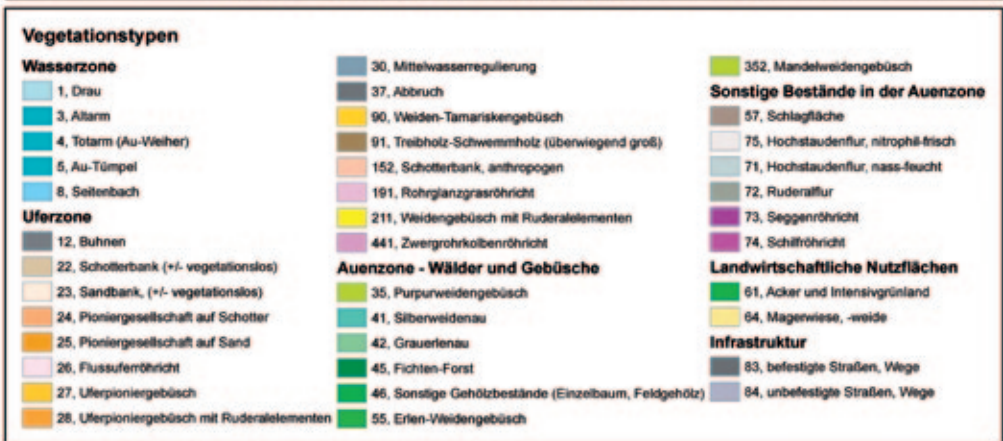 Vegetationstypen
Wasserzone
1, Drau
3, Altarm
4, Totarm (Au-Weiher)
5, Au-Tümpel
8, Seitenbach
Uferzone
12, Buhnen
22, Schotterbank (+/- vegetationslos)
23, Sandbank, (+/- vegetationslos)
24, Pioniergesellschaft auf Schotter
25, Pioniergesellschaft auf Sand
26, Flussuferröhricht
27, Uferpioniergebüsch
28, Uferpioniergebüsch mit Ruderalelementen
30, Mittelwasserregulierung
37, Abbruch
90, Weiden-Tamariskengebüsch
91, Treibholz-Schwemmholz (überwiegend groß)
152, Schotterbank, anthropogen
191, Rohrglanzgrasröhricht
211, Weidengebüsch mit Ruderalelementen
441, Zwergrohrkolbenröhricht
Auenzone - Wälder und Gebüsche
35, Purpurweidengebüsch
41, Silberweidenau
42, Grauerlenau
45, Fichten-Forst
46, Sonstige Gehölzbestände (Einzelbaum, Feldgehölz)
55, Erlen-Weidengebüsch
352, Mandelweidengebüsch
Sonstige Bestände in der Auenzone
57, Schlagfläche
75, Hochstaudenflur, nitrophil-frisch
71, Hochstaudenflur, nass-feucht
72, Ruderalflur
73, Seggenröhricht
74, Schilfröhricht
Landwirtschaftliche Nutzflächen
61, Acker und Intensivgrünland
64, Magerwiese, -weide
Infrastruktur
83, befestigte Straßen, Wege
84, unbefestigte Straßen, Wege